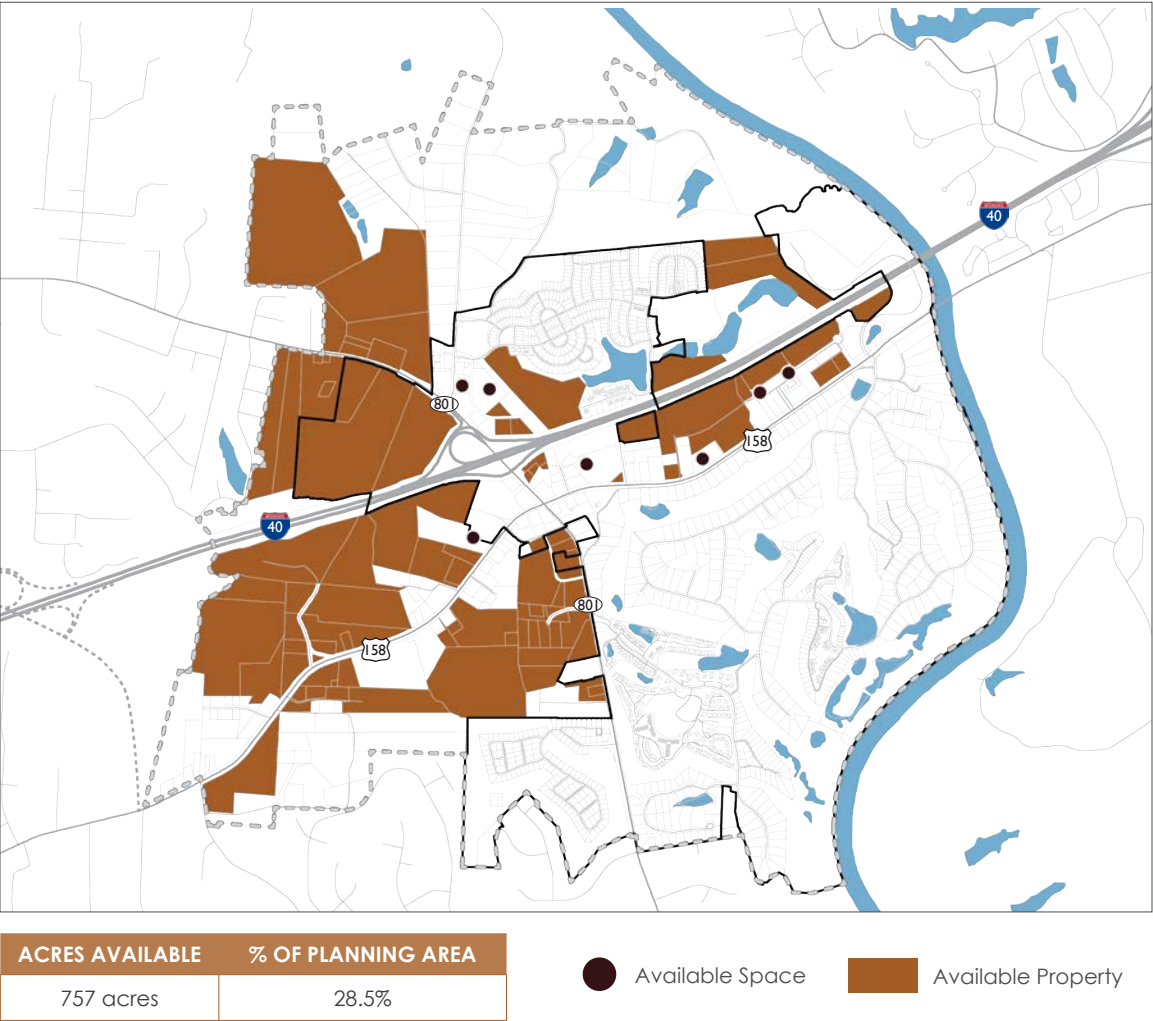 40
801
158
40
801
158
ACRES AVAILABLE % OF PLANNING AREA
757 acres 28.5%
Available Space Available Property